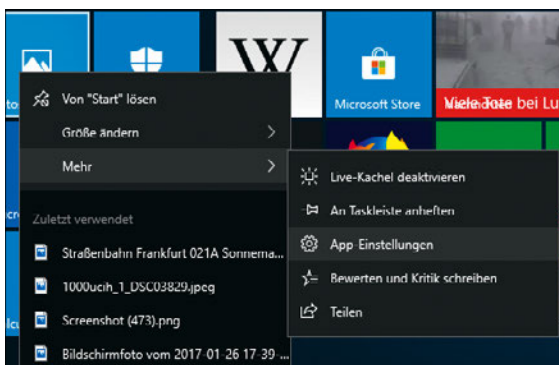 W
Microsoft Store
Viele Tote bei Lu
Von "Start" lösen
Größe ändern
Mehr
Zuletzt verwendet
Straßenbahn Frankfurt 021A Sonnema...
Screenshot (473).png
Bildschirmfoto vom 2017-01-26 17-39-...
Live-Kachel deaktivieren
An Taskleiste anheften
App-Einstellungen
Bewerten und Kritik schreiben
Teilen